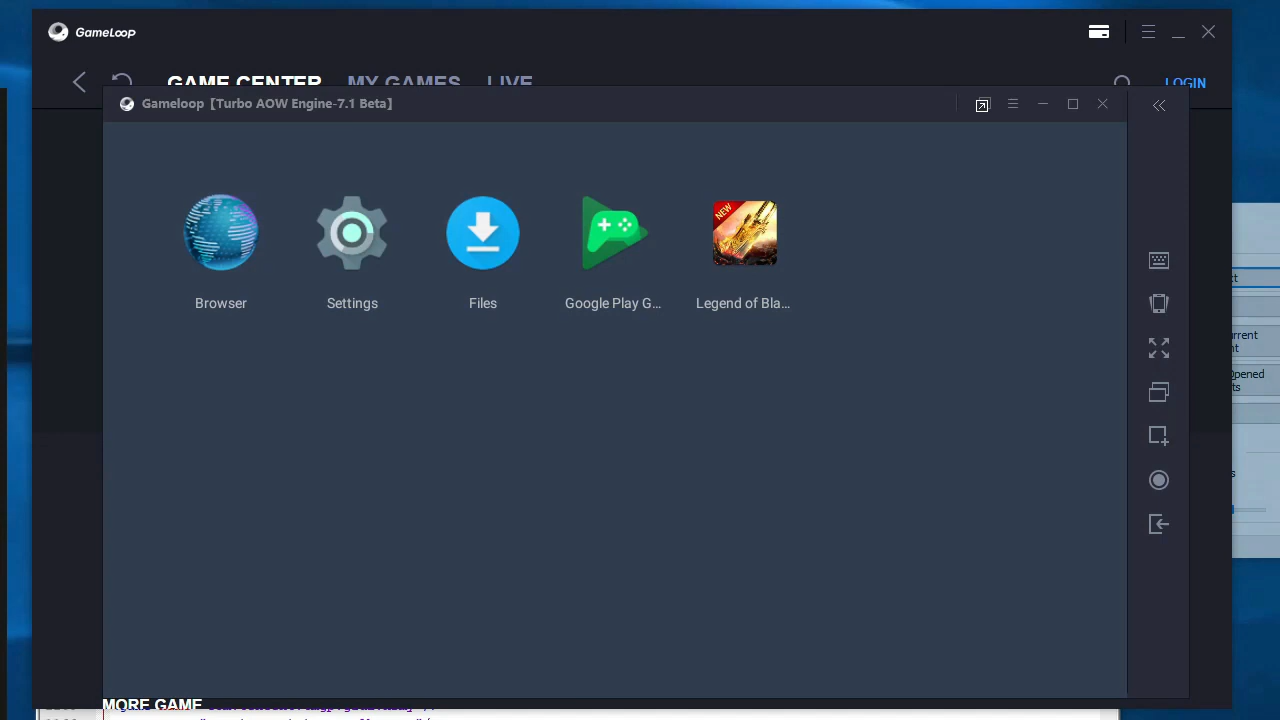 GameLoop
GAME CENTER MY GAMES LIVE
LOGIN
Gameloop【Turbo AOW Engine-7.1 Beta】
NEW
Browser
Settings
Files
Google Play G...
Legend of Bla...
Opened
MORE GAME